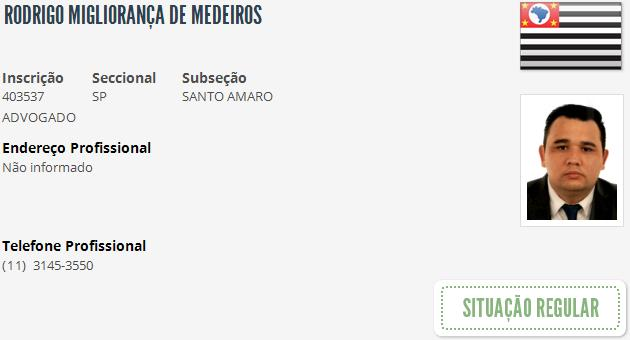 RODRIGO MIGLIORANÇA DE MEDEIROS
Inscrição Seccional Subseção
403537 SP SANTO AMARO
ADVOGADO
Endereço Profissional
Não informado
Telefone Profissional
(11) 3145-3550
SITUAÇÃO REGULAR